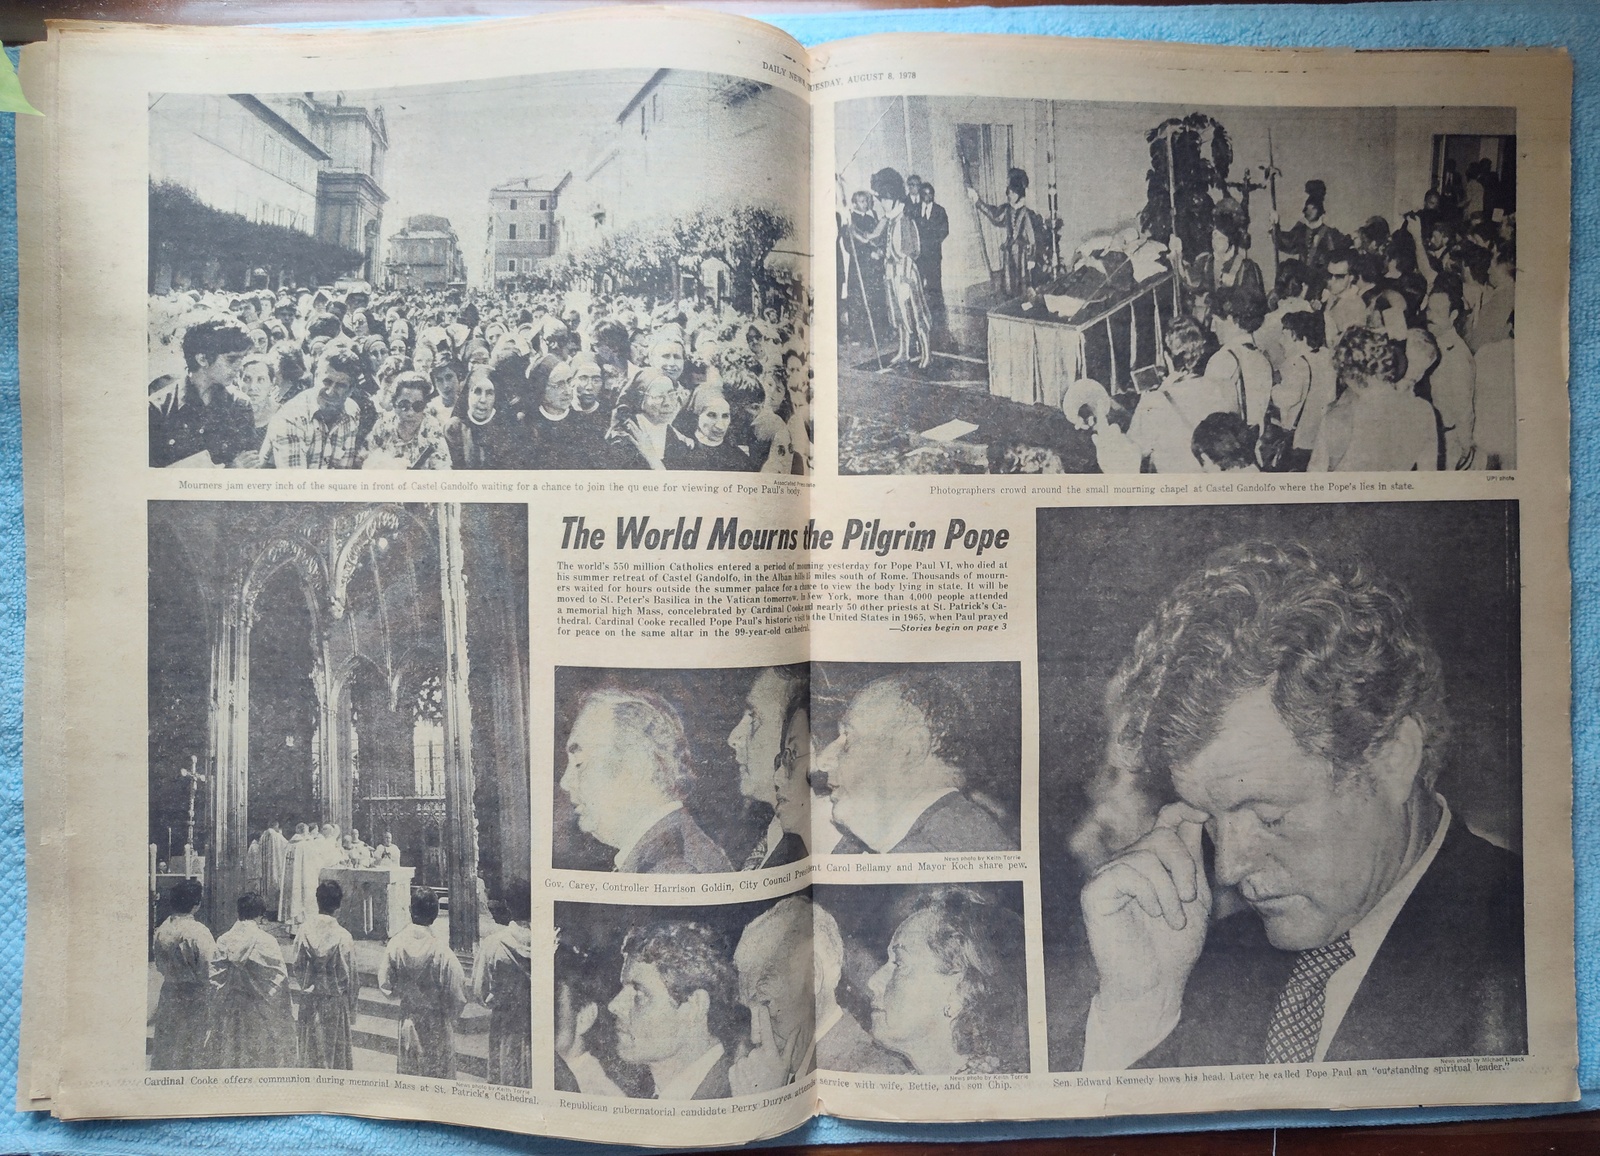 DAILY NEWS, TUESDAY, AUGUST 8, 1978
Associated Press
Mourners jam every inch of the square in front of Castel Gandolfo waiting for a chance to join the qu eue for viewing of Pope Paul's body.
UPI photo
Photographers crowd around the small mourning chapel at Castel Gandolfo where the Pope's lies in state.
The World Mourns the Pilgrim Pope
The world's 550 million Catholics entered a period of mourning yesterday for Pope Paul VI, who died at
his summer retreat of Castel Gandolfo, in the Alban hills miles south of Rome. Thousands of mourn-
ers waited for hours outside the summer palace for a chance to view the body lying in state. It will be
moved to St. Peter's Basilica in the Vatican tomorrow. In New York, more than 4,000 people attended
a memorial high Mass, concelebrated by Cardinal Cooke and nearly 50 other priests at St. Patrick's Ca-
thedral. Cardinal Cooke recalled Pope Paul's historic visit to the United States in 1965, when Paul prayed
for peace on the same altar in the 99-year-old cathedral.
—Stories begin on page 3
News photo by Keith Torrie
Gov. Carey, Controller Harrison Goldin, City Council President Carol Bellamy and Mayor Koch share pew.
News photo by Keith Torrie
Cardinal Cooke offers communion during memorial Mass at St. Patrick's Cathedral.
News photo by Keith Torrie
Republican gubernatorial candidate Perry Duryea attends service with wife, Bettie, and son Chip.
News photo by Michael Lipack
Sen. Edward Kennedy bows his head. Later he called Pope Paul an "outstanding spiritual leader."